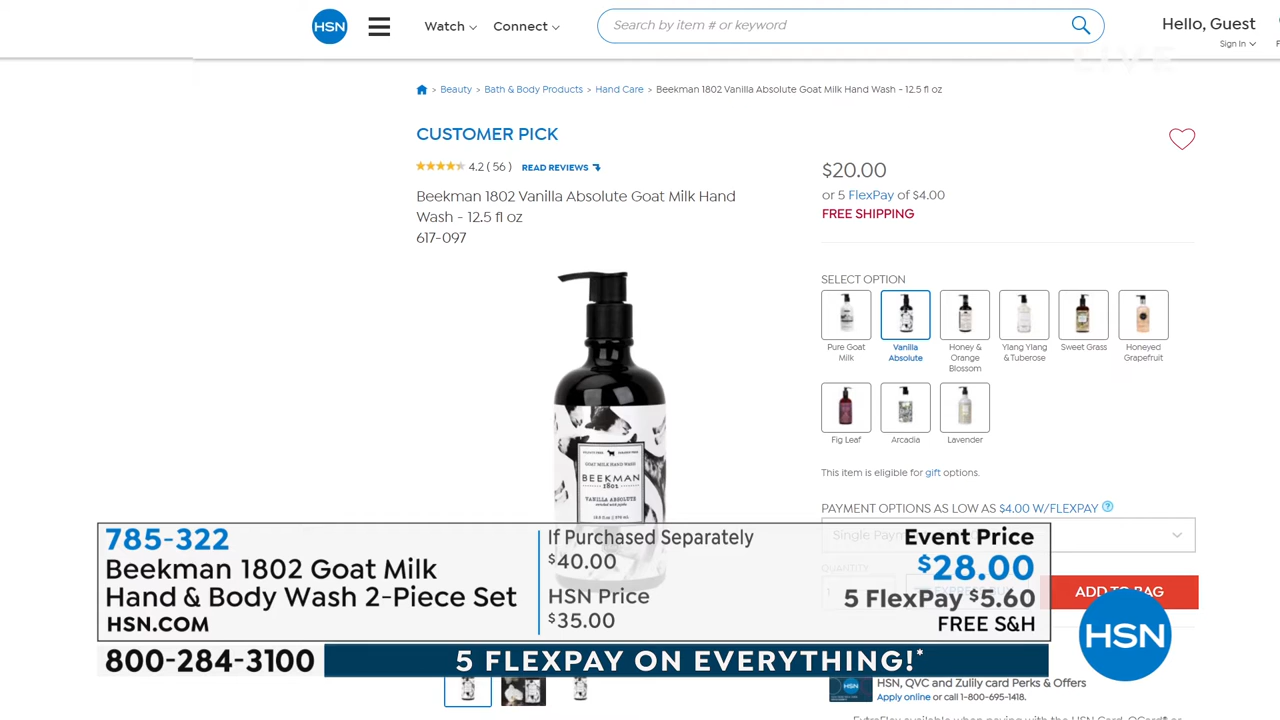 HSN
Watch
Connect
Search by item # or keyword
Hello, Guest
Sign In
LIVE
> Beauty > Bath & Body Products > Hand Care > Beekman 1802 Vanilla Absolute Goat Milk Hand Wash - 12.5 fl oz
CUSTOMER PICK
4.2 ( 56 ) READ REVIEWS
Beekman 1802 Vanilla Absolute Goat Milk Hand
Wash - 12.5 fl oz
617-097
$20.00
or 5 FlexPay of $4.00
FREE SHIPPING
SELECT OPTION
Pure Goat
Milk
Vanilla
Absolute
Honey &
Orange
Blossom
Ylang Ylang
& Tuberose
Sweet Grass
Honeyed
Grapefruit
Fig Leaf
Arcadia
Lavender
This item is eligible for gift options.
PAYMENT OPTIONS AS LOW AS $4.00 W/FLEXPAY ?
QUANTITY:
1
ADD TO BAG
GOAT MILK HAND WASH
BEEKMAN
1802
VANILLA ABSOLUTE
785-322
Beekman 1802 Goat Milk
Hand & Body Wash 2-Piece Set
HSN.COM
If Purchased Separately
$40.00
HSN Price
$35.00
Event Price
$28.00
5 FlexPay $5.60
FREE S&H
800-284-3100
5 FLEXPAY ON EVERYTHING!*
HSN
HSN
HSN, QVC and Zulily card Perks & Offers
Apply online or call 1-800-695-1418.